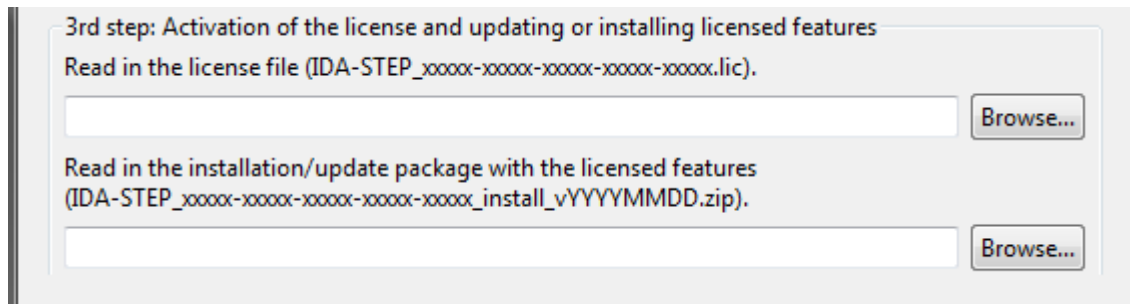 3rd step: Activation of the license and updating or installing licensed features
Read in the license file (IDA-STEP_xxxxx-xxxxx-xxxxx-xxxxx-xxxxx.lic).
Browse...
Read in the installation/update package with the licensed features
(IDA-STEP_xxxxx-xxxxx-xxxxx-xxxxx-xxxxx_install_vYYYYMMDD.zip).
Browse...